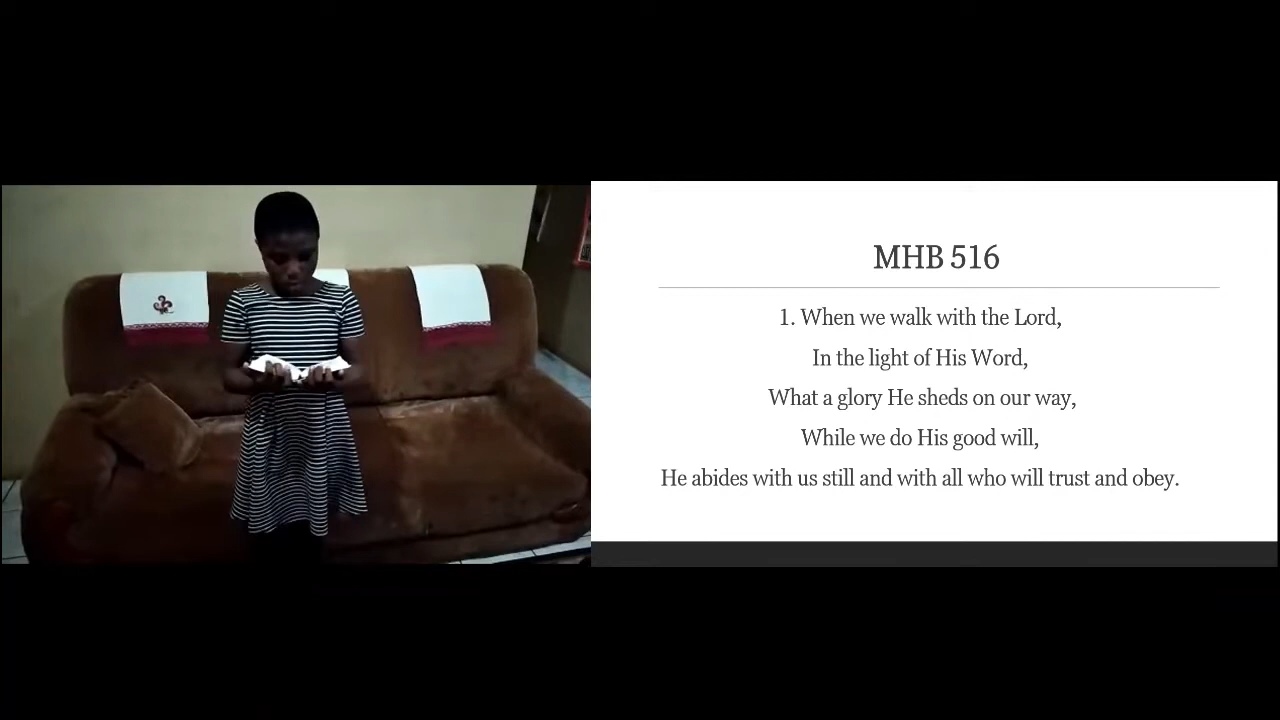 MHB 516
1. When we walk with the Lord,
In the light of His Word,
What a glory He sheds on our way,
While we do His good will,
He abides with us still and with all who will trust and obey.